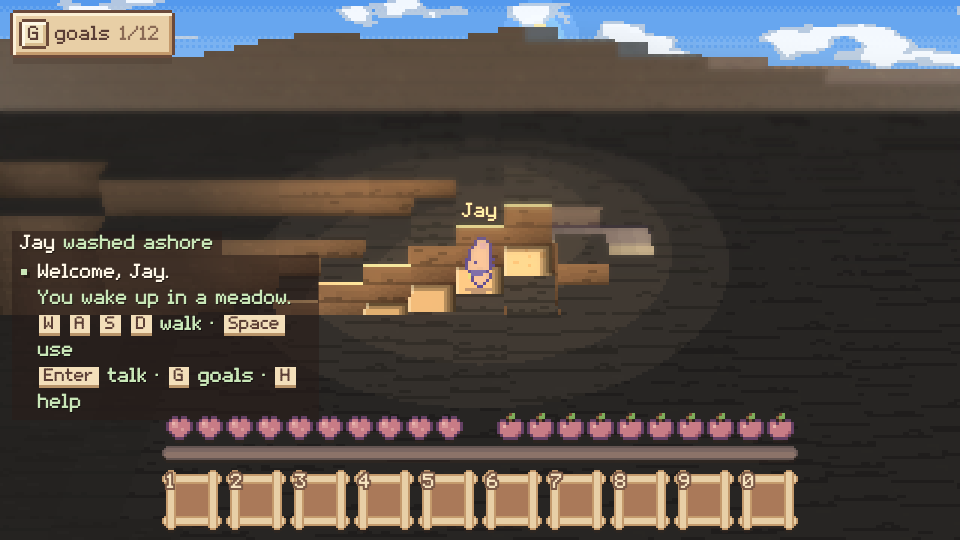 G goals 1/12
Jay
Jay washed ashore
Welcome, Jay.
You wake up in a meadow.
W A S D walk · Space
use
Enter talk · G goals · H
help
1 2 3 4 5 6 7 8 9 0